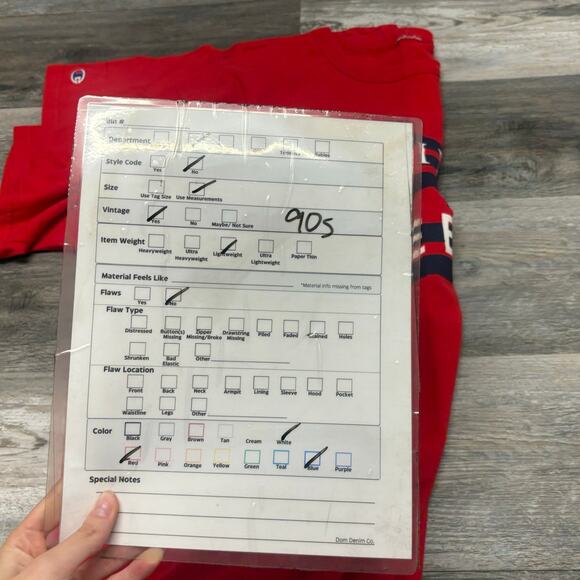 Department
Style Code
Yes No
Size
Use Tag Size Use Measurements
Vintage
Yes No Maybe/ Not Sure
90s
Item Weight
Heavyweight Ultra Heavyweight Lightweight Ultra Lightweight Paper Thin
Material Feels Like
*Material info missing from tags
Flaws
Yes No
Flaw Type
Distressed Button(s) Missing Zipper Missing/Broke Drawstring Missing Piled Faded Stained Holes
Shrunken Bad Elastic Other
Flaw Location
Front Back Neck Armpit Lining Sleeve Hood Pocket
Waistline Legs Other
Color
Black Gray Brown Tan Cream White
Red Pink Orange Yellow Green Teal Blue Purple
Special Notes
Dom Denim Co.